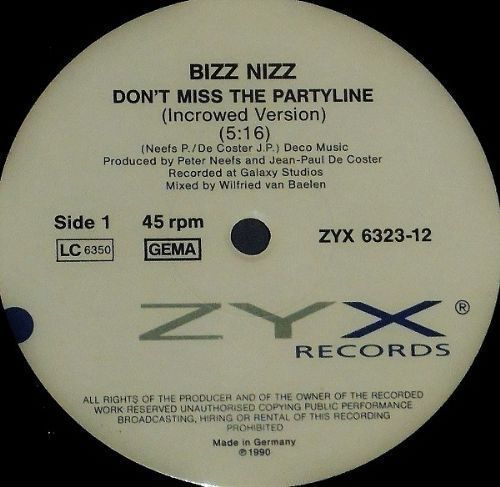 BIZZ NIZZ
DON'T MISS THE PARTYLINE
(Incrowed Version)
(5:16)
(Neefs P./De Coster J.P.) Deco Music
Produced by Peter Neefs and Jean-Paul De Coster
Recorded at Galaxy Studios
Mixed by Wilfried van Baelen
Side 1 45 rpm ZYX 6323-12
LC 6350 GEMA
ZYX ®
RECORDS
ALL RIGHTS OF THE PRODUCER AND OF THE OWNER OF THE RECORDED
WORK RESERVED UNAUTHORISED COPYING PUBLIC PERFORMANCE
BROADCASTING, HIRING OR RENTAL OF THIS RECORDING
PROHIBITED
Made in Germany
℗ 1990